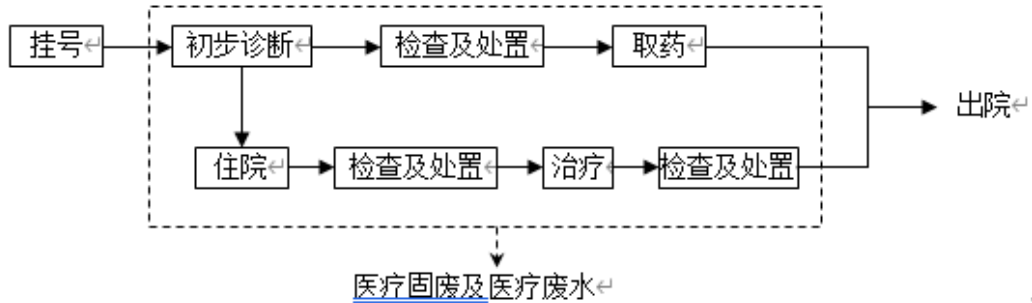 挂号
初步诊断
检查及处置
取药
出院
住院
检查及处置
治疗
检查及处置
医疗固废及医疗废水